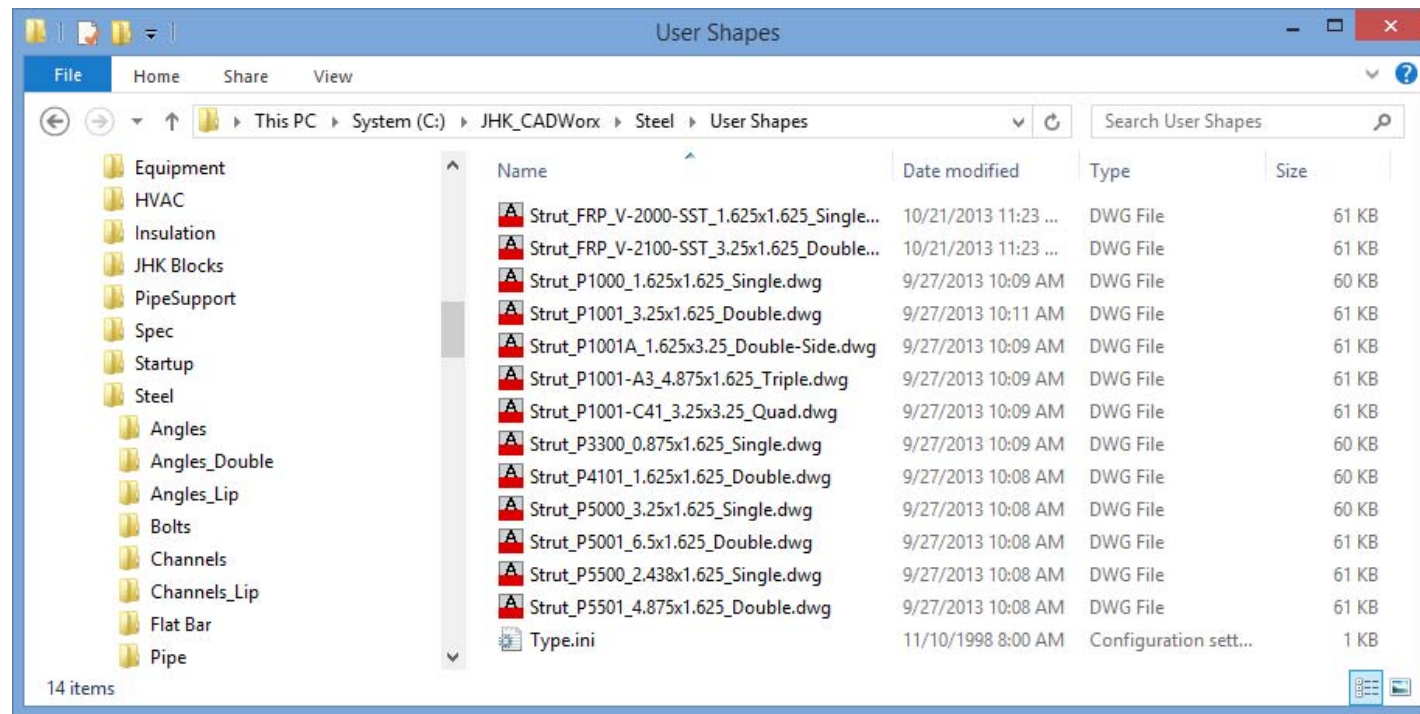 User Shapes
File Home Share View
This PC System (C:) JHK_CADWorx Steel User Shapes Search User Shapes
Equipment
HVAC
Insulation
JHK Blocks
PipeSupport
Spec
Startup
Steel
Angles
Angles_Double
Angles_Lip
Bolts
Channels
Channels_Lip
Flat Bar
Pipe
Name Date modified Type Size
Strut_FRP_V-2000-SST_1.625x1.625_Single... 10/21/2013 11:23 ... DWG File 61 KB
Strut_FRP_V-2100-SST_3.25x1.625_Double... 10/21/2013 11:23 ... DWG File 61 KB
Strut_P1000_1.625x1.625_Single.dwg 9/27/2013 10:09 AM DWG File 60 KB
Strut_P1001_3.25x1.625_Double.dwg 9/27/2013 10:11 AM DWG File 61 KB
Strut_P1001A_1.625x3.25_Double-Side.dwg 9/27/2013 10:09 AM DWG File 61 KB
Strut_P1001-A3_4.875x1.625_Triple.dwg 9/27/2013 10:09 AM DWG File 61 KB
Strut_P1001-C41_3.25x3.25_Quad.dwg 9/27/2013 10:09 AM DWG File 61 KB
Strut_P3300_0.875x1.625_Single.dwg 9/27/2013 10:09 AM DWG File 60 KB
Strut_P4101_1.625x1.625_Double.dwg 9/27/2013 10:08 AM DWG File 60 KB
Strut_P5000_3.25x1.625_Single.dwg 9/27/2013 10:08 AM DWG File 60 KB
Strut_P5001_6.5x1.625_Double.dwg 9/27/2013 10:08 AM DWG File 61 KB
Strut_P5500_2.438x1.625_Single.dwg 9/27/2013 10:08 AM DWG File 61 KB
Strut_P5501_4.875x1.625_Double.dwg 9/27/2013 10:08 AM DWG File 61 KB
Type.ini 11/10/1998 8:00 AM Configuration sett... 1 KB
14 items